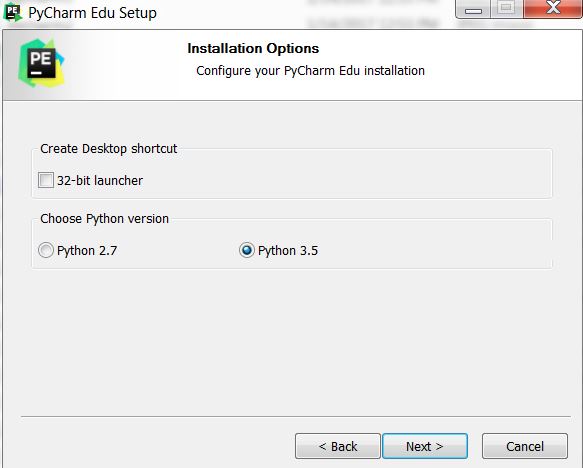 PyCharm Edu Setup
PE
Installation Options
Configure your PyCharm Edu installation
Create Desktop shortcut
32-bit launcher
Choose Python version
Python 2.7
Python 3.5
< Back
Next >
Cancel